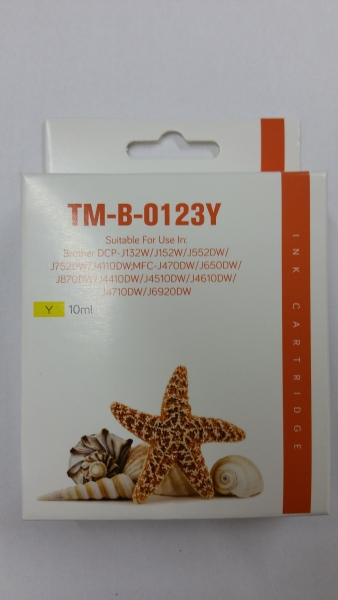 TM-B-0123Y
Suitable For Use In:
Brother DCP-J132W/J152W/J552DW/
J752DW/J4110DW;MFC-J470DW/J650DW/
J870DW/J4410DW/J4510DW/J4610DW/
J4710DW/J6920DW
Y 10ml
INK CARTRIDGE